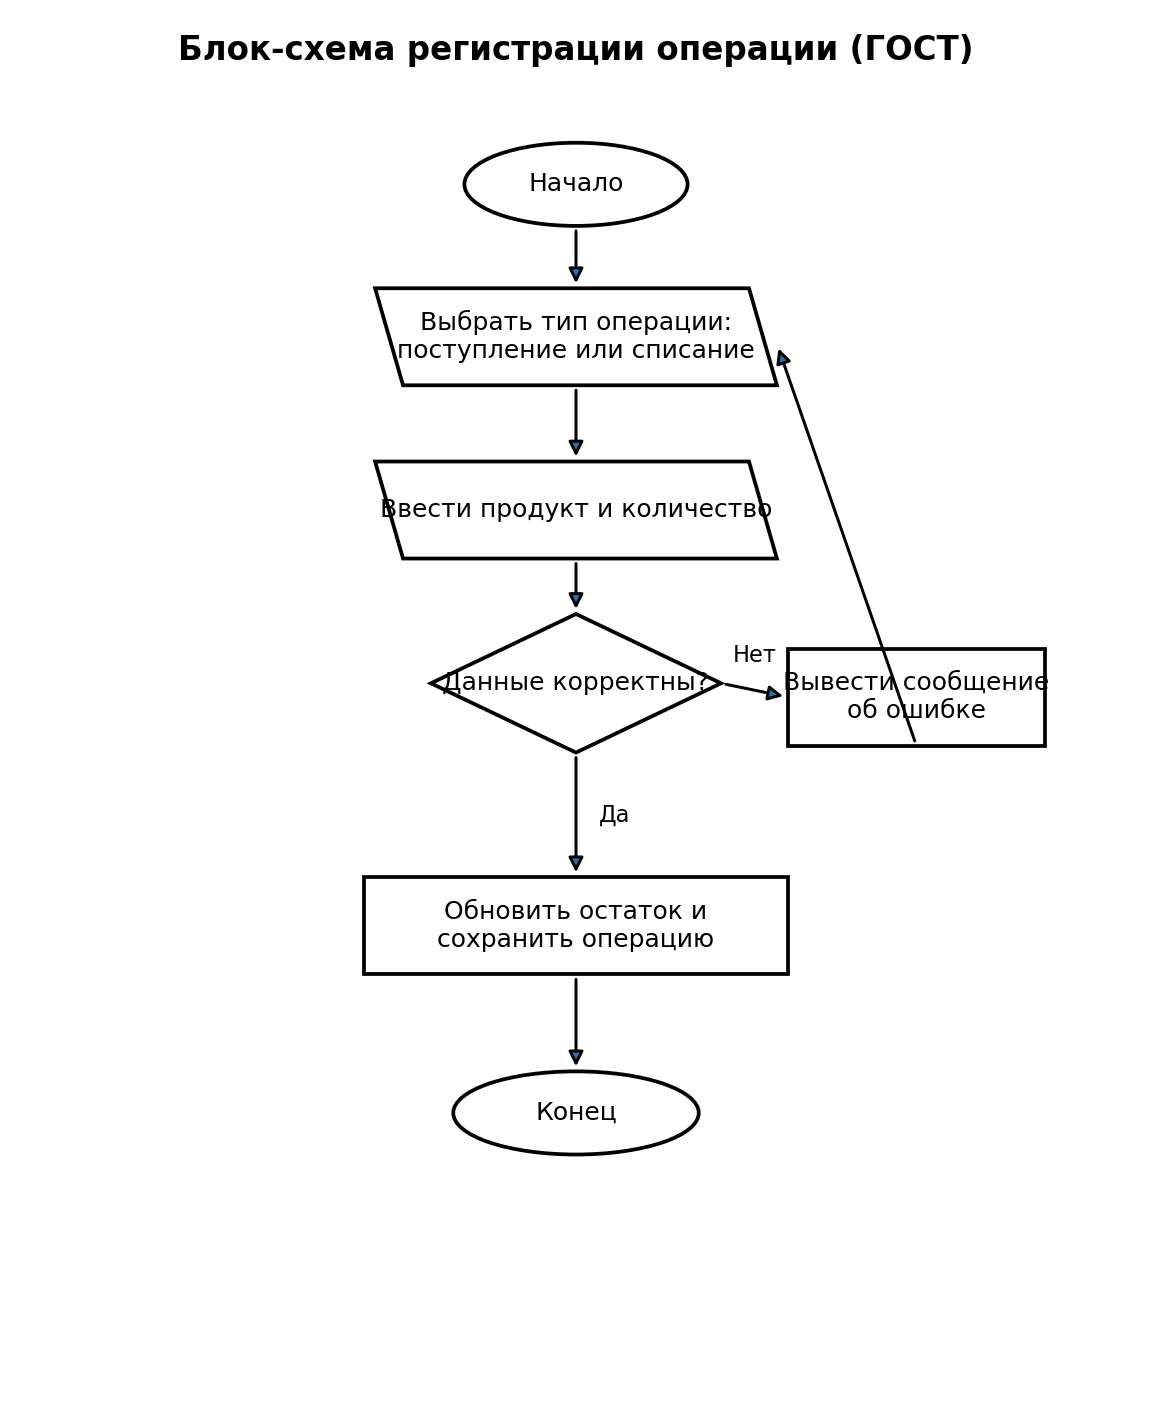 Блок-схема регистрации операции (ГОСТ)
Начало
Выбрать тип операции:
поступление или списание
Ввести продукт и количество
Данные корректны?
Нет
Вывести сообщение
об ошибке
Да
Обновить остаток и
сохранить операцию
Конец